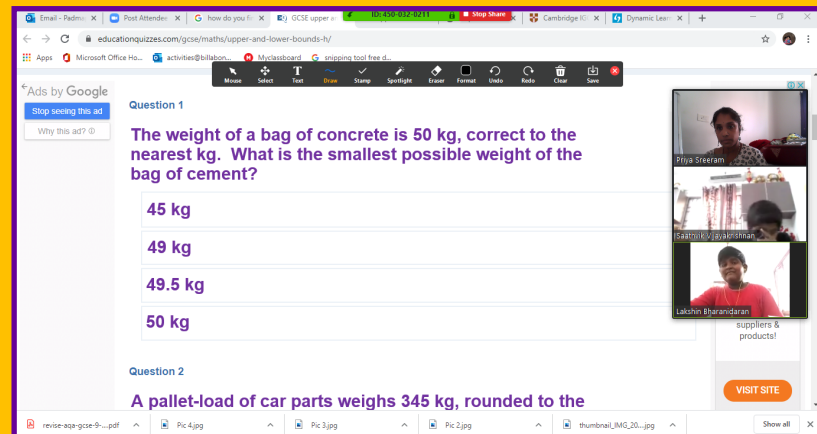 Email - Padma
Post Attendee
how do you fi
GCSE upper a
ID: 450-032-0211
Stop Share
Cambridge IG
Dynamic Lear
educationquizzes.com/gcse/maths/upper-and-lower-bounds-h/
Apps
Microsoft Office Ho...
activities@billabon...
Myclassboard
snipping tool free d...
Mouse
Select
Text
Draw
Stamp
Spotlight
Eraser
Format
Undo
Redo
Clear
Save
Ads by Google
Stop seeing this ad
Why this ad?
Question 1
The weight of a bag of concrete is 50 kg, correct to the
nearest kg. What is the smallest possible weight of the
bag of cement?
45 kg
49 kg
49.5 kg
50 kg
Question 2
A pallet-load of car parts weighs 345 kg, rounded to the
Priya Sreeram
Saathvik Vijayakrishnan
Lakshin Bharanidaran
suppliers &
products!
VISIT SITE
revise-aqa-gcse-9-....pdf
Pic 4.jpg
Pic 3.jpg
Pic 2.jpg
thumbnail_IMG_20...jpg
Show all